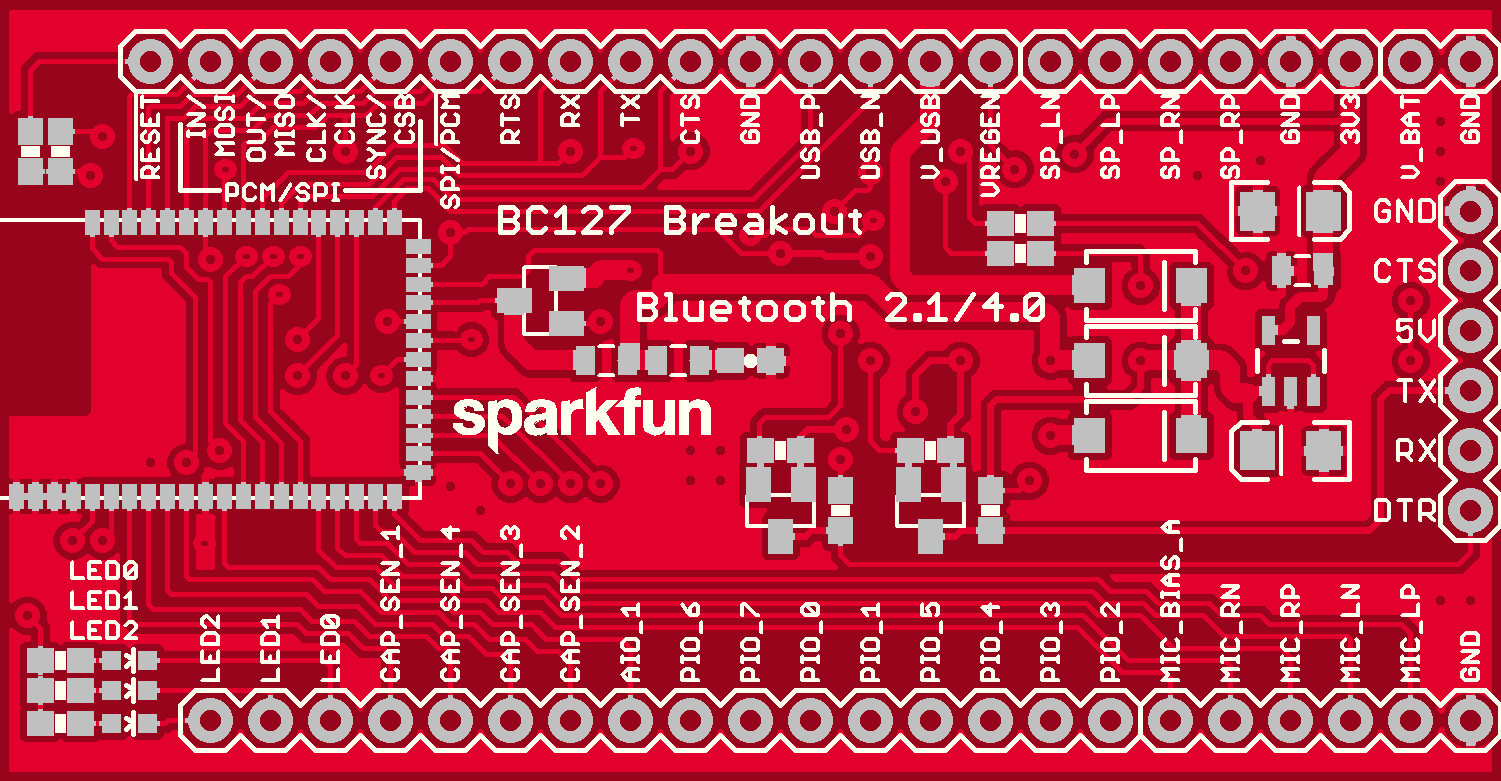 RESET
IN/
MOSI
OUT/
MISO
CLK/
CLK
SYNC/
CSB
SPI/PCM
RTS
RX
TX
CTS
GND
USB_P
USB_N
V_USB
VREGEN
SP_LN
SP_LP
SP_RN
SP_RP
GND
3V3
V_BAT
GND
PCM/SPI
BC127 Breakout
Bluetooth 2.1/4.0
sparkfun
GND
CTS
5V
TX
RX
DTR
LED0
LED1
LED2
LED2
LED1
LED0
CAP_SEN_1
CAP_SEN_4
CAP_SEN_3
CAP_SEN_2
AIO_1
PIO_6
PIO_7
PIO_0
PIO_1
PIO_5
PIO_4
PIO_3
PIO_2
MIC_BIAS_A
MIC_RN
MIC_RP
MIC_LN
MIC_LP
GND